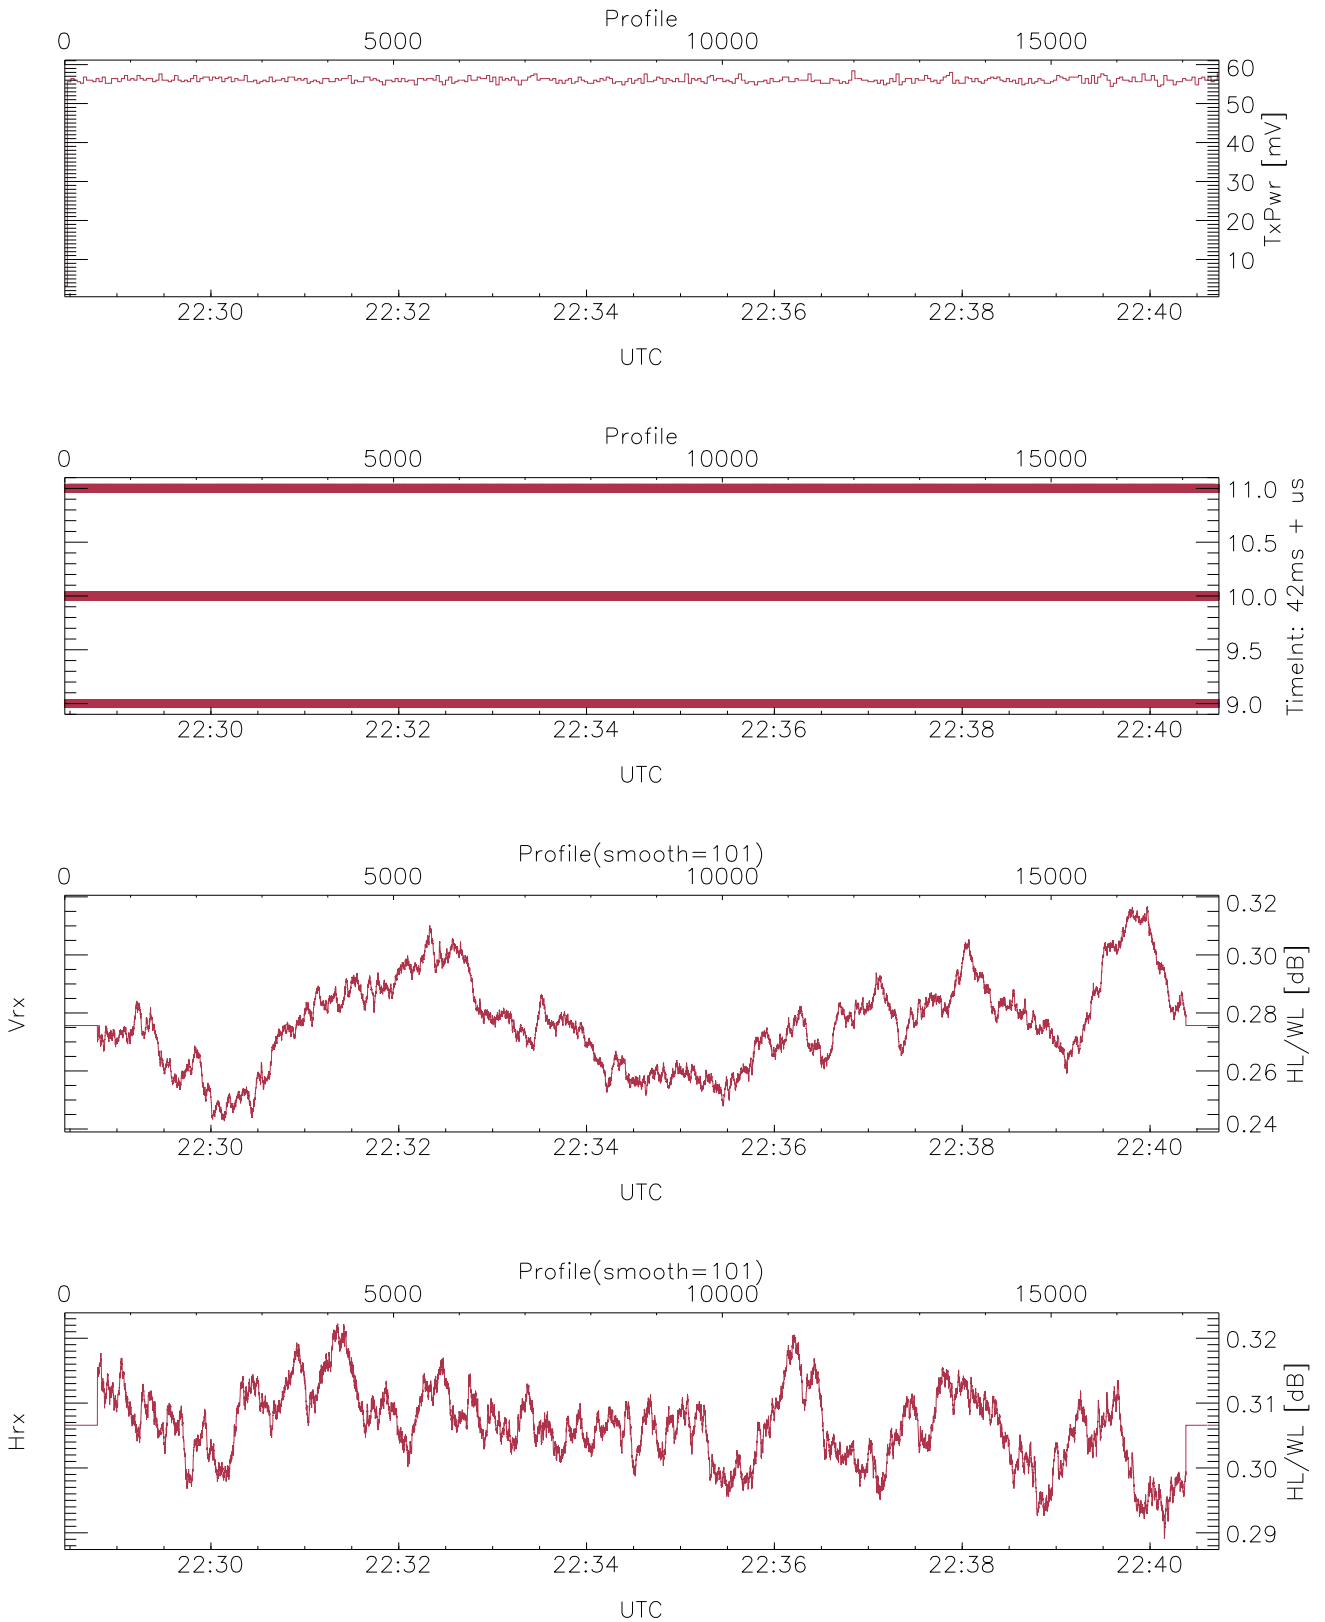 Profile
0 5000 10000 15000
60
50
40
30
20
10
TxPwr [mV]
22:30 22:32 22:34 22:36 22:38 22:40
UTC
Profile
0 5000 10000 15000
11.0
10.5
10.0
9.5
9.0
TimeInt: 42ms + us
22:30 22:32 22:34 22:36 22:38 22:40
UTC
Profile(smooth=101)
0 5000 10000 15000
Vrx
0.32
0.30
0.28
0.26
0.24
HL/WL [dB]
22:30 22:32 22:34 22:36 22:38 22:40
UTC
Profile(smooth=101)
0 5000 10000 15000
Hrx
0.32
0.31
0.30
0.29
HL/WL [dB]
22:30 22:32 22:34 22:36 22:38 22:40
UTC